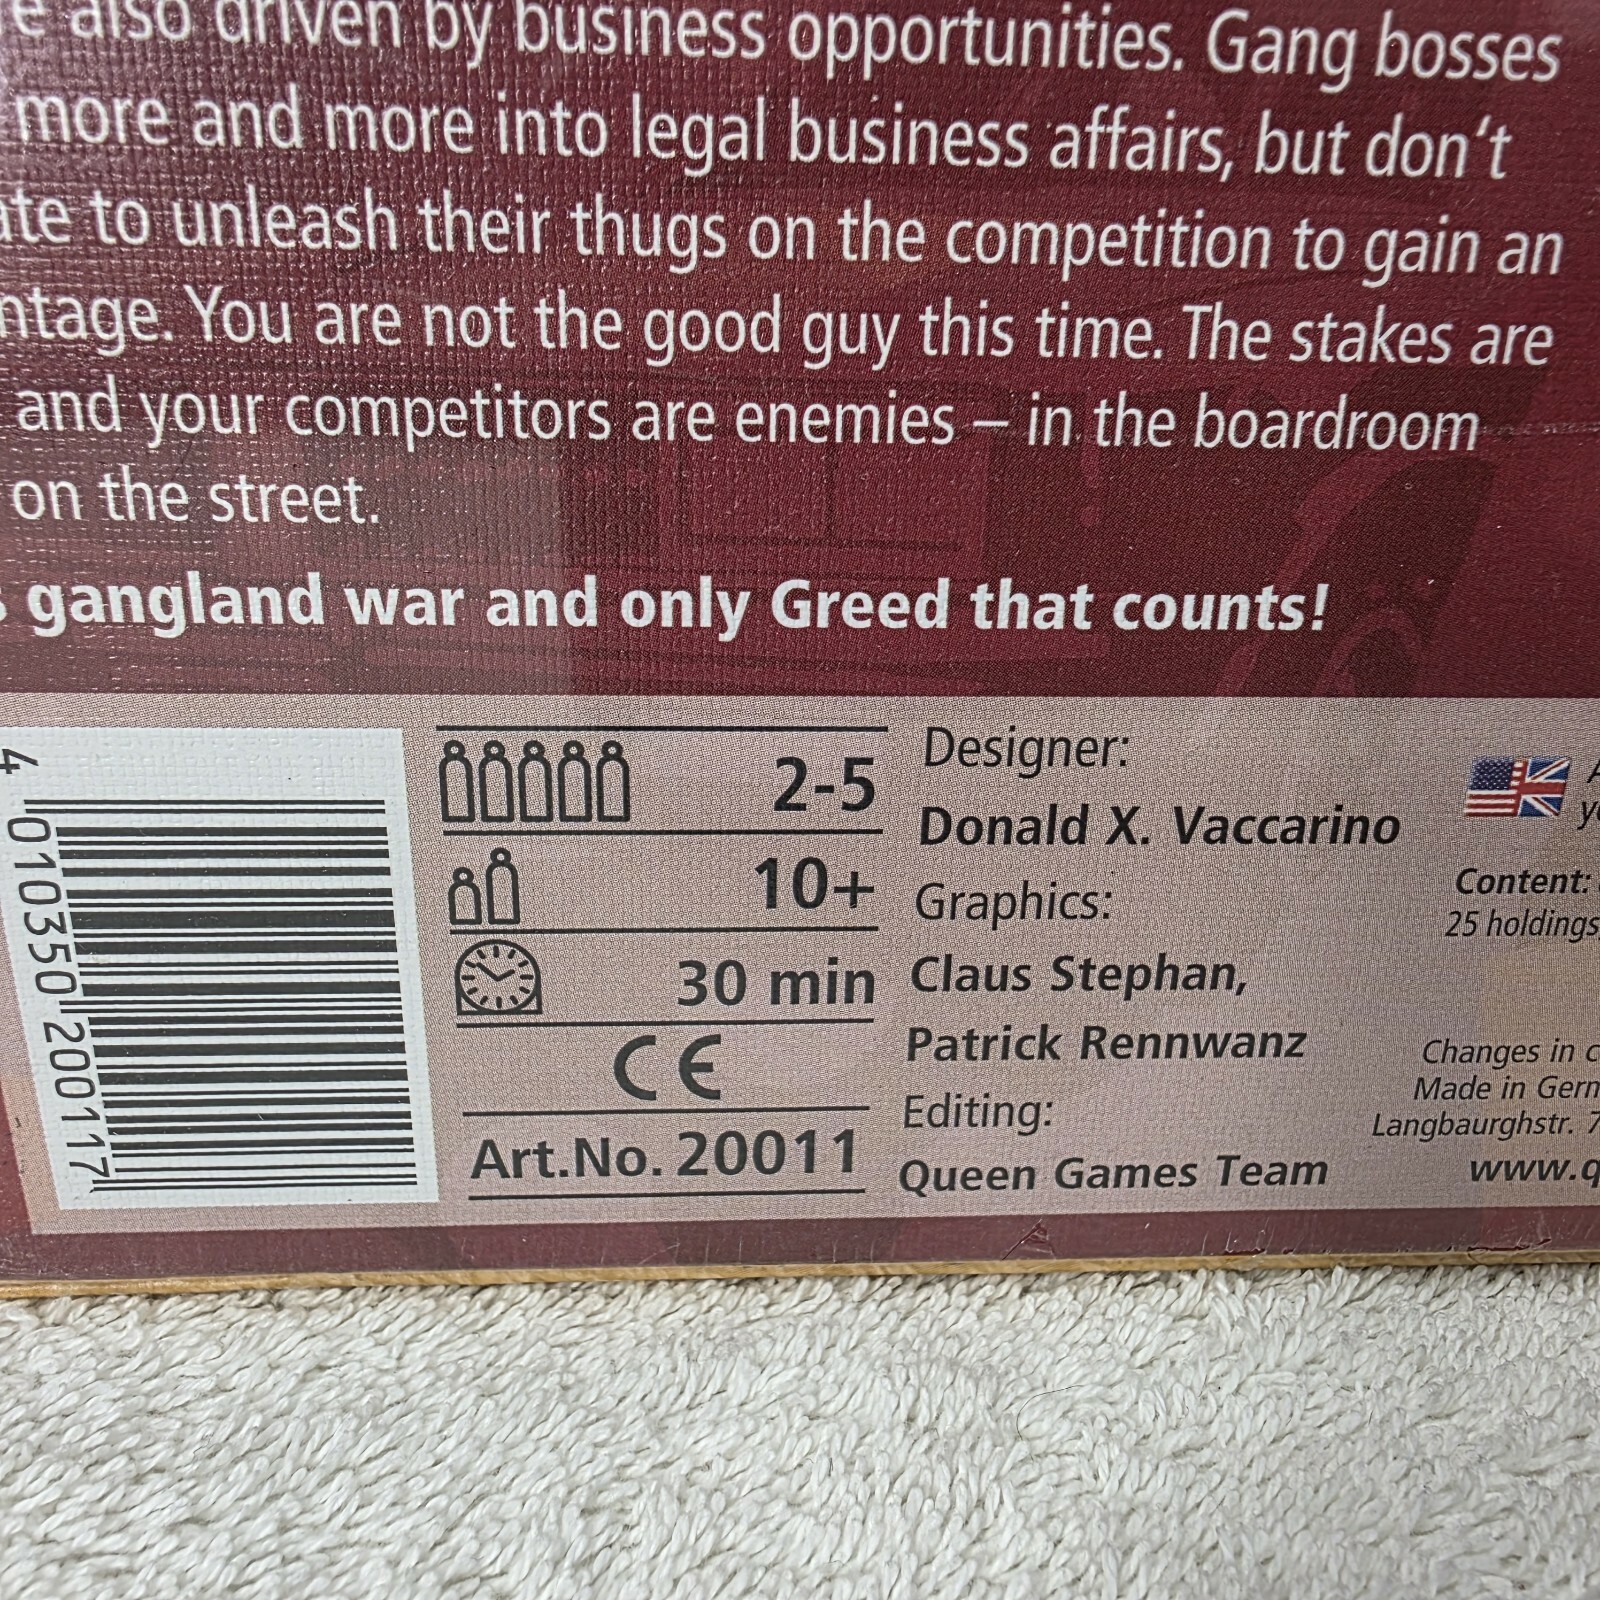 also driven by business opportunities. Gang bosses
more and more into legal business affairs, but don't
to unleash their thugs on the competition to gain an
ntage. You are not the good guy this time. The stakes are
and your competitors are enemies – in the boardroom
on the street.
gangland war and only Greed that counts!
4 010350 200117
2-5
10+
30 min
CE
Art.No. 20011
Designer:
Donald X. Vaccarino
Graphics:
Claus Stephan,
Patrick Rennwanz
Editing:
Queen Games Team
Content:
25 holdings,
Changes in
Made in Germ
Langbaurghstr. 7
www.q